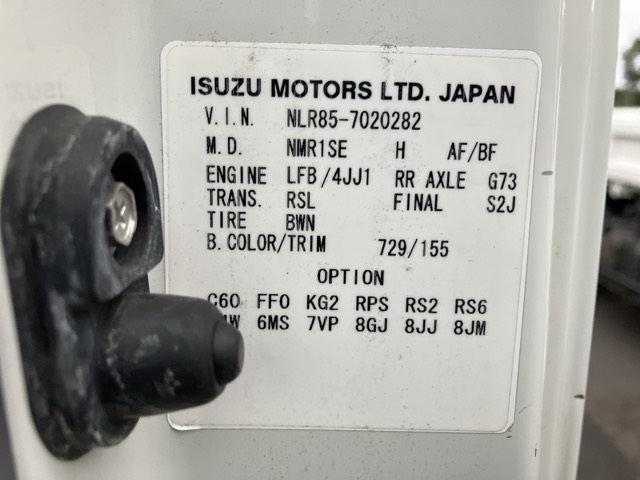 ISUZU MOTORS LTD. JAPAN
V.I.N. NLR85-7020282
M.D. NMR1SE H AF/BF
ENGINE LFB/4JJ1 RR AXLE G73
TRANS. RSL FINAL S2J
TIRE BWN
B.COLOR/TRIM 729/155
OPTION
C60 FF0 KG2 RPS RS2 RS6
6MS 7VP 8GJ 8JJ 8JM